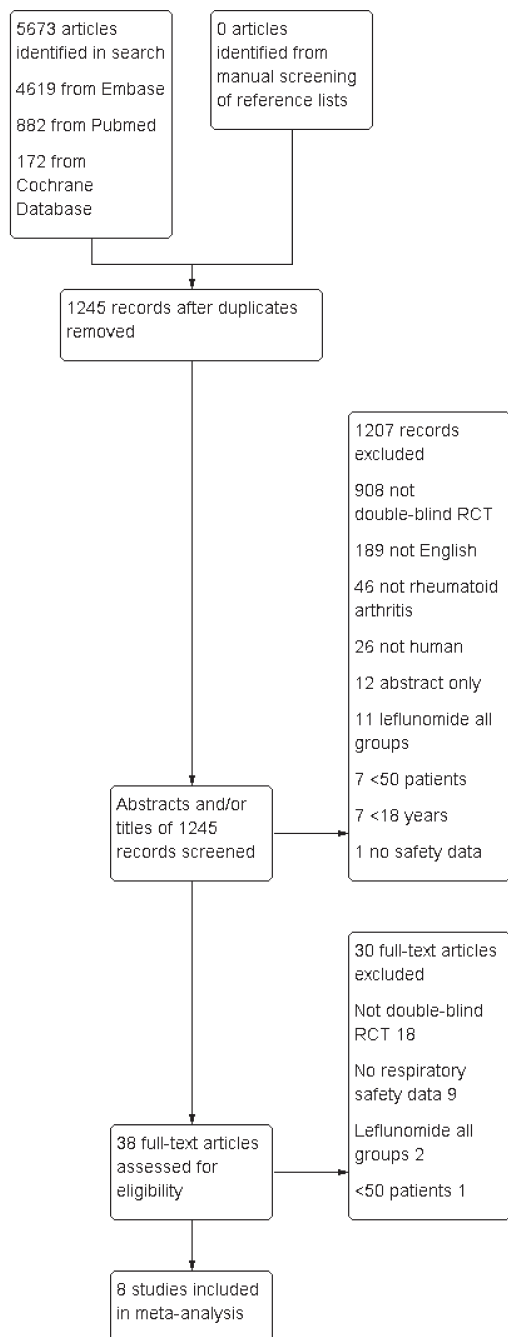 5673 articles
identified in search
4619 from Embase
882 from Pubmed
172 from
Cochrane
Database
0 articles
identified from
manual screening
of reference lists
1245 records after duplicates
removed
1207 records
excluded
908 not
double-blind RCT
189 not English
46 not rheumatoid
arthritis
26 not human
12 abstract only
11 leflunomide all
groups
7 <50 patients
7 <18 years
1 no safety data
Abstracts and/or
titles of 1245
records screened
30 full-text articles
excluded
Not double-blind
RCT 18
No respiratory
safety data 9
Leflunomide all
groups 2
<50 patients 1
38 full-text articles
assessed for
eligibility
8 studies included
in meta-analysis